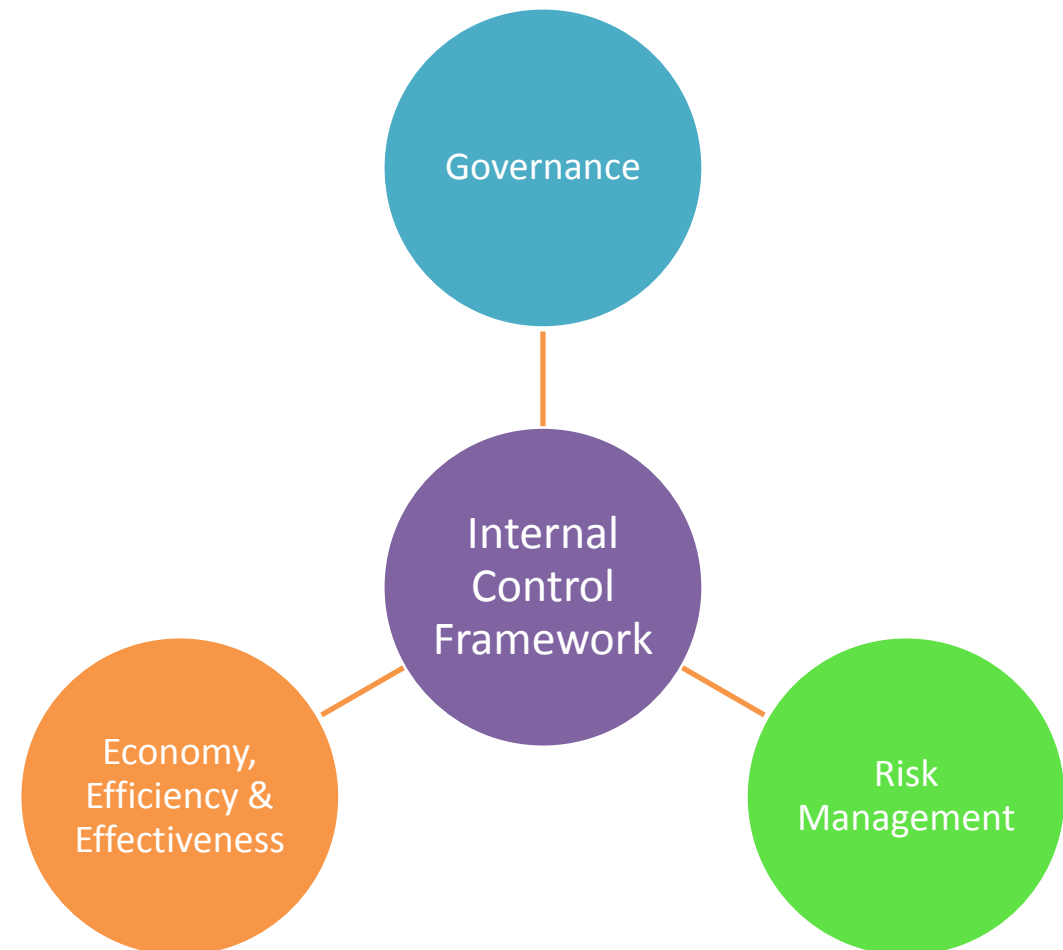 Governance
Internal
Control
Framework
Economy,
Efficiency &
Effectiveness
Risk
Management